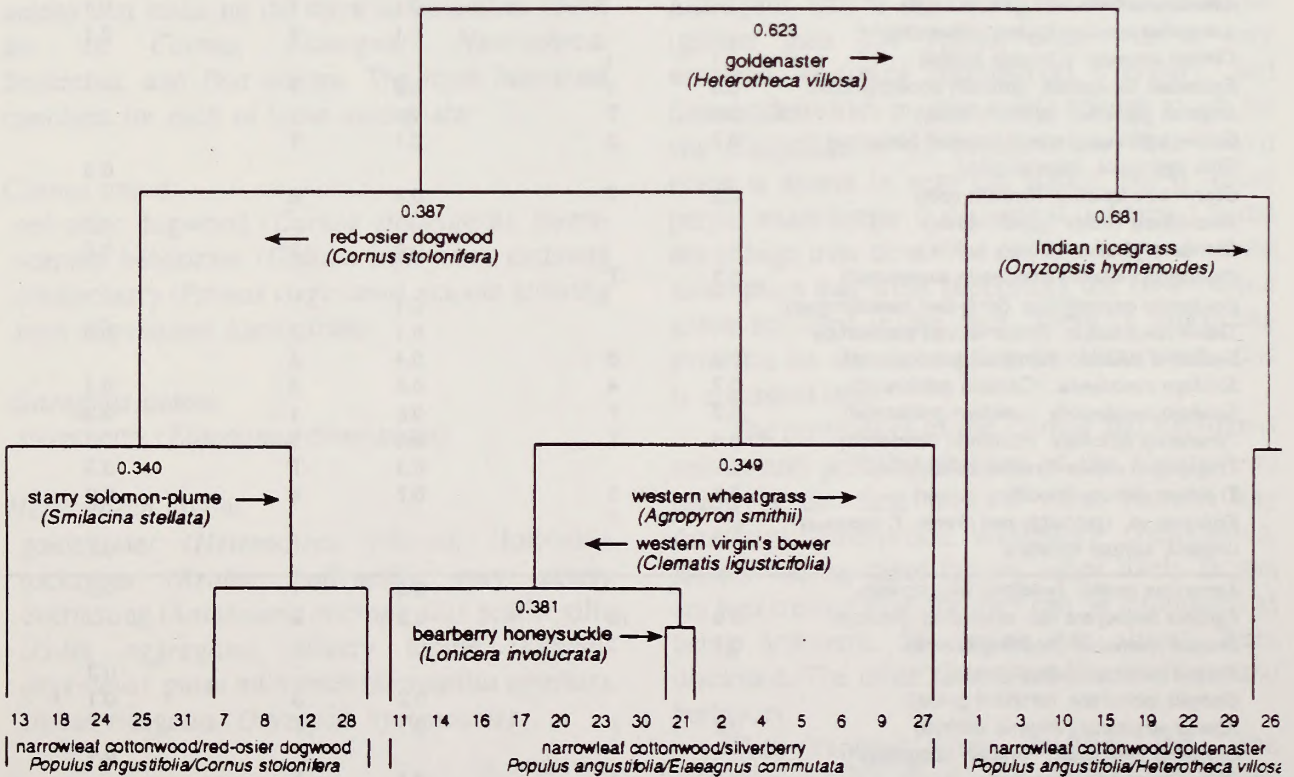 0.623
goldenaster
(Heterotheca villosa)
0.387
red-osier dogwood
(Cornus stolonifera)
0.681
Indian ricegrass
(Oryzopsis hymenoides)
0.340
starry solomon-plume
(Smilacina stellata)
0.349
western wheatgrass
(Agropyron smithii)
western virgin's bower
(Clematis ligusticifolia)
0.381
bearberry honeysuckle
(Lonicera involucrata)
13 18 24 25 31 7 8 12 28 11 14 16 17 20 23 30 21 2 4 5 6 9 27 1 3 10 15 19 22 29 26
narrowleaf cottonwood/red-osier dogwood
Populus angustifolia/Cornus stolonifera
narrowleaf cottonwood/silverberry
Populus angustifolia/Elaeagnus commutata
narrowleaf cottonwood/goldenaster
Populus angustifolia/Heterotheca villosa